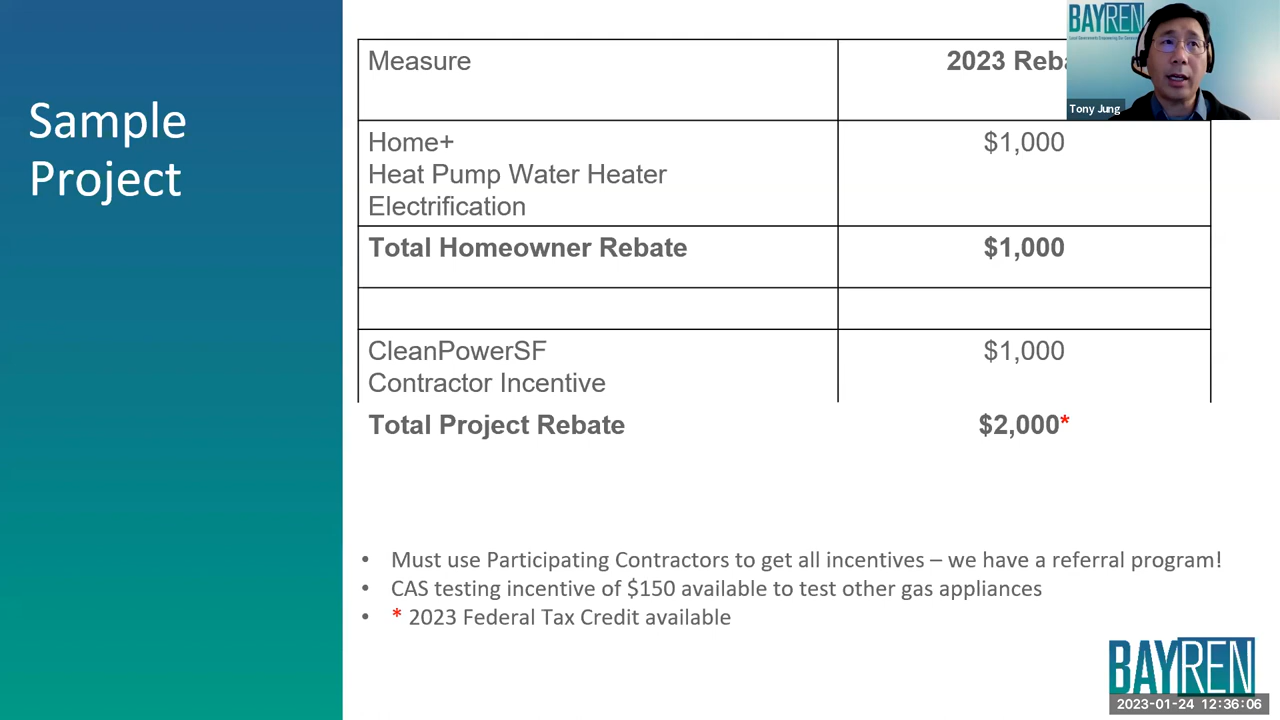 Sample
Project
Measure
2023 Reba
Home+
Heat Pump Water Heater
Electrification
$1,000
Total Homeowner Rebate
$1,000
CleanPowerSF
Contractor Incentive
$1,000
Total Project Rebate
$2,000*
• Must use Participating Contractors to get all incentives – we have a referral program!
• CAS testing incentive of $150 available to test other gas appliances
• * 2023 Federal Tax Credit available
BAYREN
Tony Jung
BAYREN
2023-01-24 12:36:06